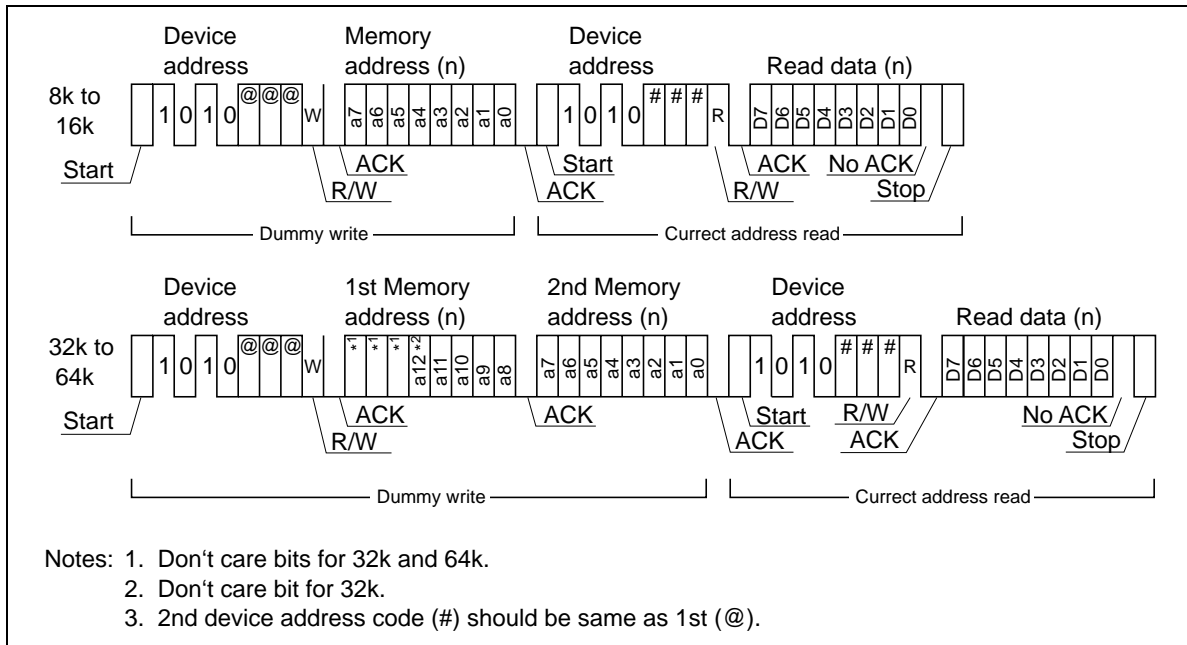 Device address Memory address (n) Device address Read data (n)
8k to 16k
1 0 1 0 @ @ @ W a7 a6 a5 a4 a3 a2 a1 a0 1 0 1 0 # # # R D7 D6 D5 D4 D3 D2 D1 D0
Start ACK Start ACK No ACK
R/W ACK R/W Stop
Dummy write Currect address read
Device address 1st Memory address (n) 2nd Memory address (n) Device address Read data (n)
32k to 64k
1 0 1 0 @ @ @ W *1 *1 *1 a12*2 a11 a10 a9 a8 a7 a6 a5 a4 a3 a2 a1 a0 1 0 1 0 # # # R D7 D6 D5 D4 D3 D2 D1 D0
Start ACK ACK Start R/W No ACK
R/W ACK ACK Stop
Dummy write Currect address read
Notes: 1. Don't care bits for 32k and 64k.
2. Don't care bit for 32k.
3. 2nd device address code (#) should be same as 1st (@).